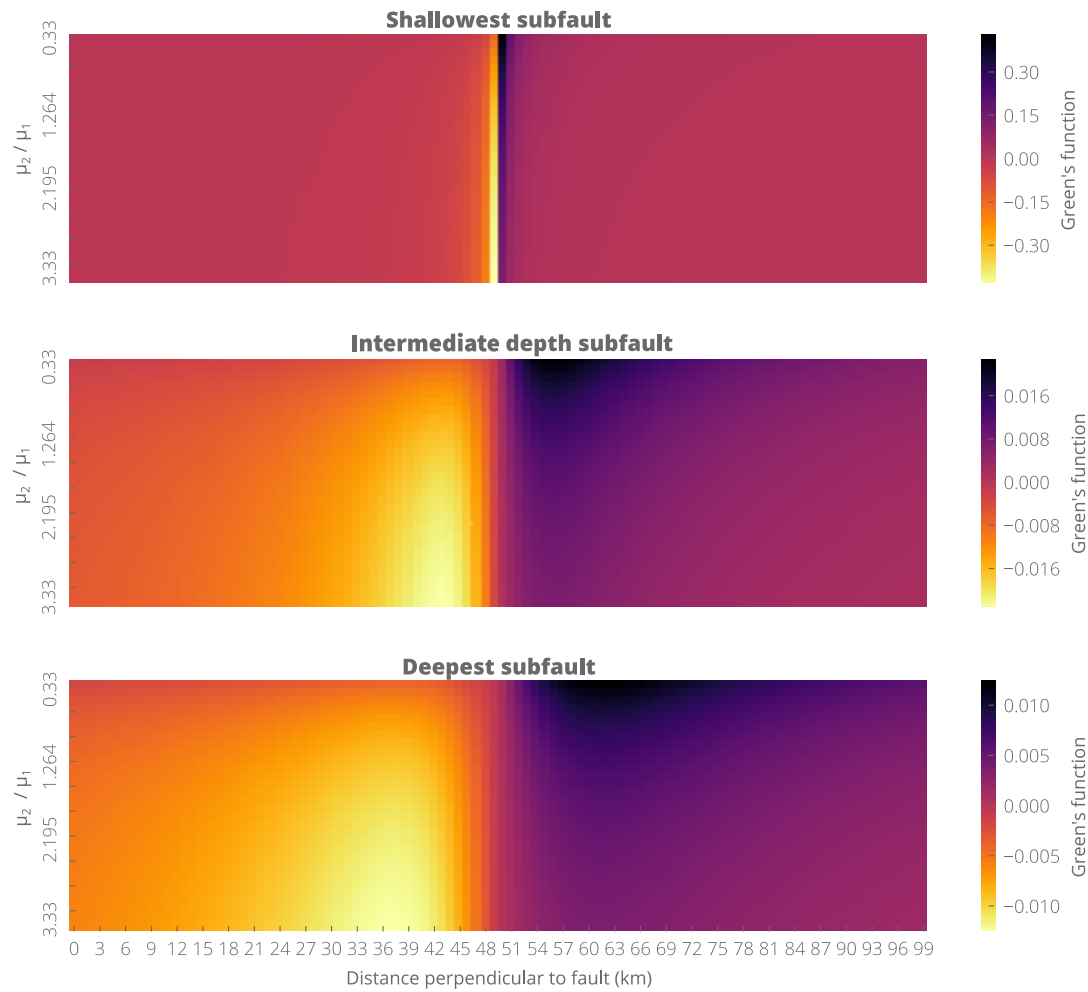 Shallowest subfault
0.33
1.264
2.195
3.33
μ₂ / μ₁
0.30
0.15
0.00
−0.15
−0.30
Green's function
Intermediate depth subfault
0.33
1.264
2.195
3.33
μ₂ / μ₁
0.016
0.008
0.000
−0.008
−0.016
Green's function
Deepest subfault
0.33
1.264
2.195
3.33
μ₂ / μ₁
0.010
0.005
0.000
−0.005
−0.010
Green's function
0 3 6 9 12 15 18 21 24 27 30 33 36 39 42 45 48 51 54 57 60 63 66 69 72 75 78 81 84 87 90 93 96 99
Distance perpendicular to fault (km)